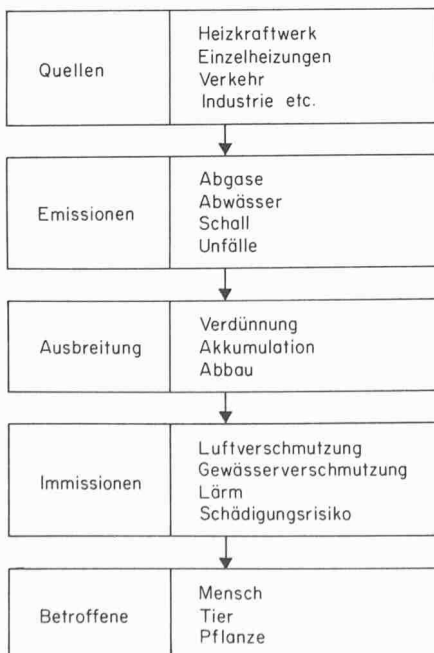 Quellen
Heizkraftwerk
Einzelheizungen
Verkehr
Industrie etc.
Emissionen
Abgase
Abwässer
Schall
Unfälle
Ausbreitung
Verdünnung
Akkumulation
Abbau
Immissionen
Luftverschmutzung
Gewässerverschmutzung
Lärm
Schädigungsrisiko
Betroffene
Mensch
Tier
Pflanze